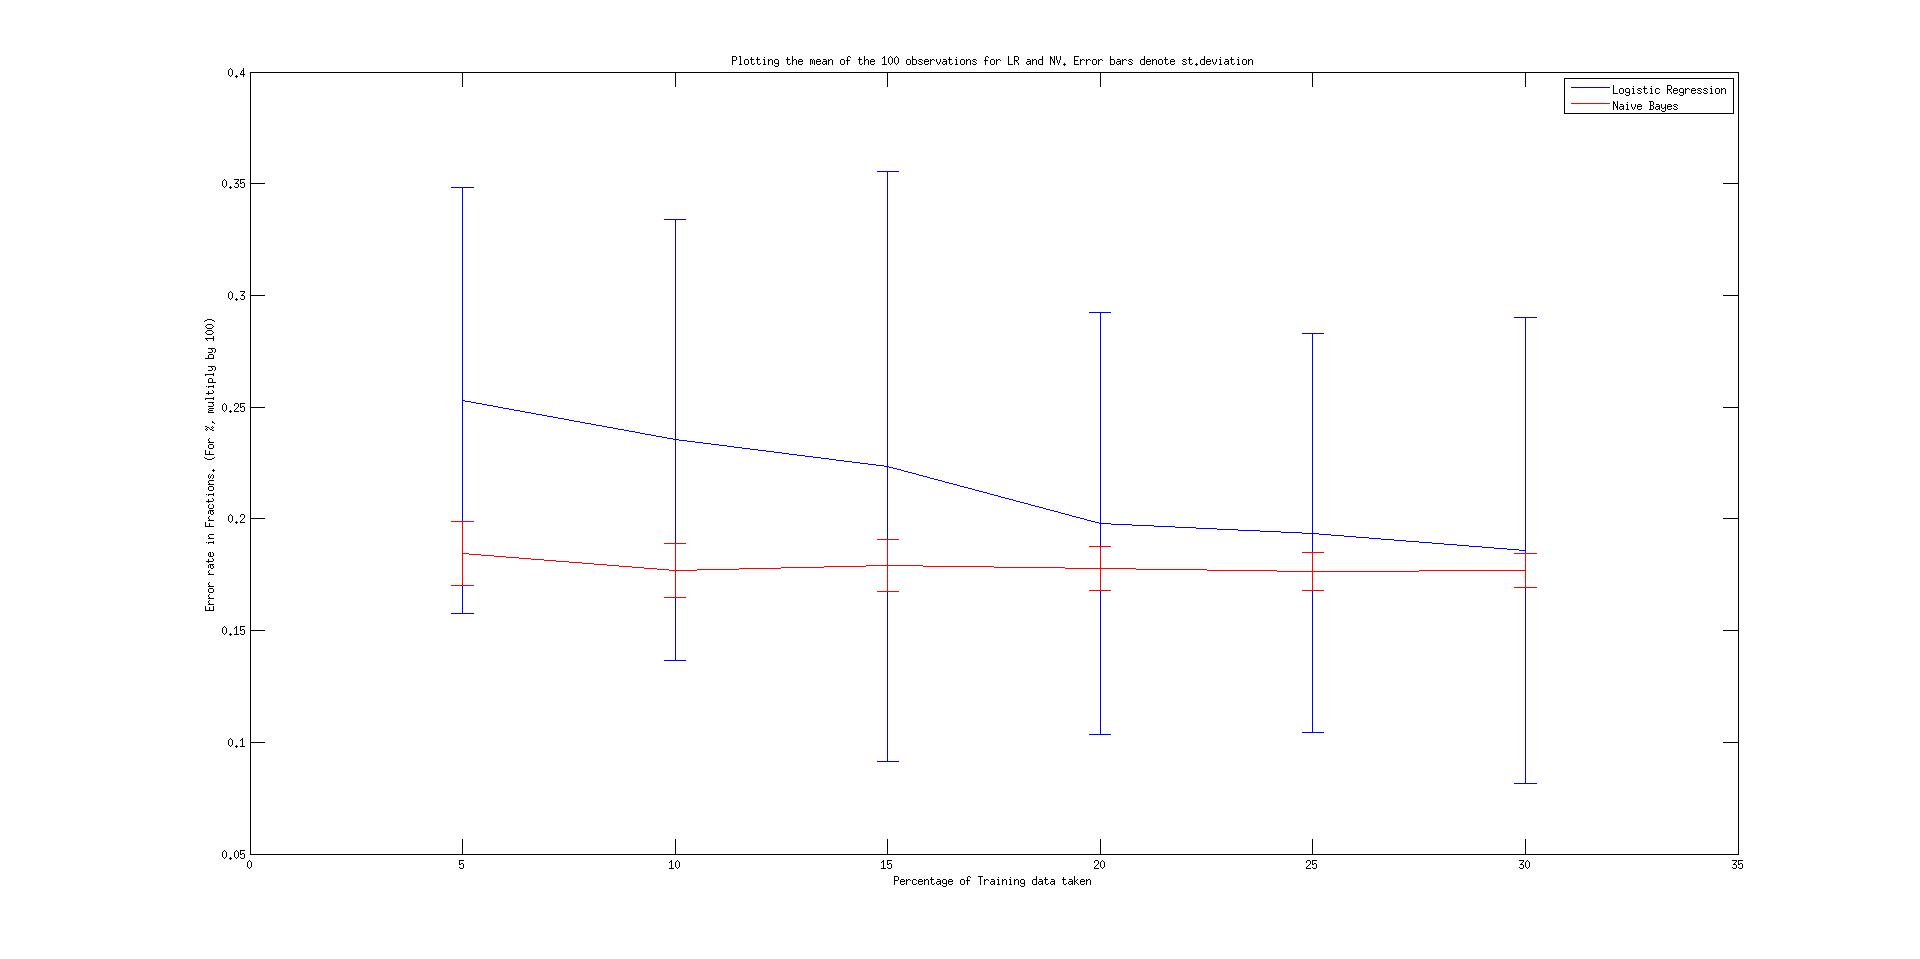 Plotting the mean of the 100 observations for LR and NV. Error bars denote st.deviation
Logistic Regression
Naive Bayes
Error rate in Fractions. (For %, multiply by 100)
0.4
0.35
0.3
0.25
0.2
0.15
0.1
0.05
0 5 10 15 20 25 30 35
Percentage of Training data taken